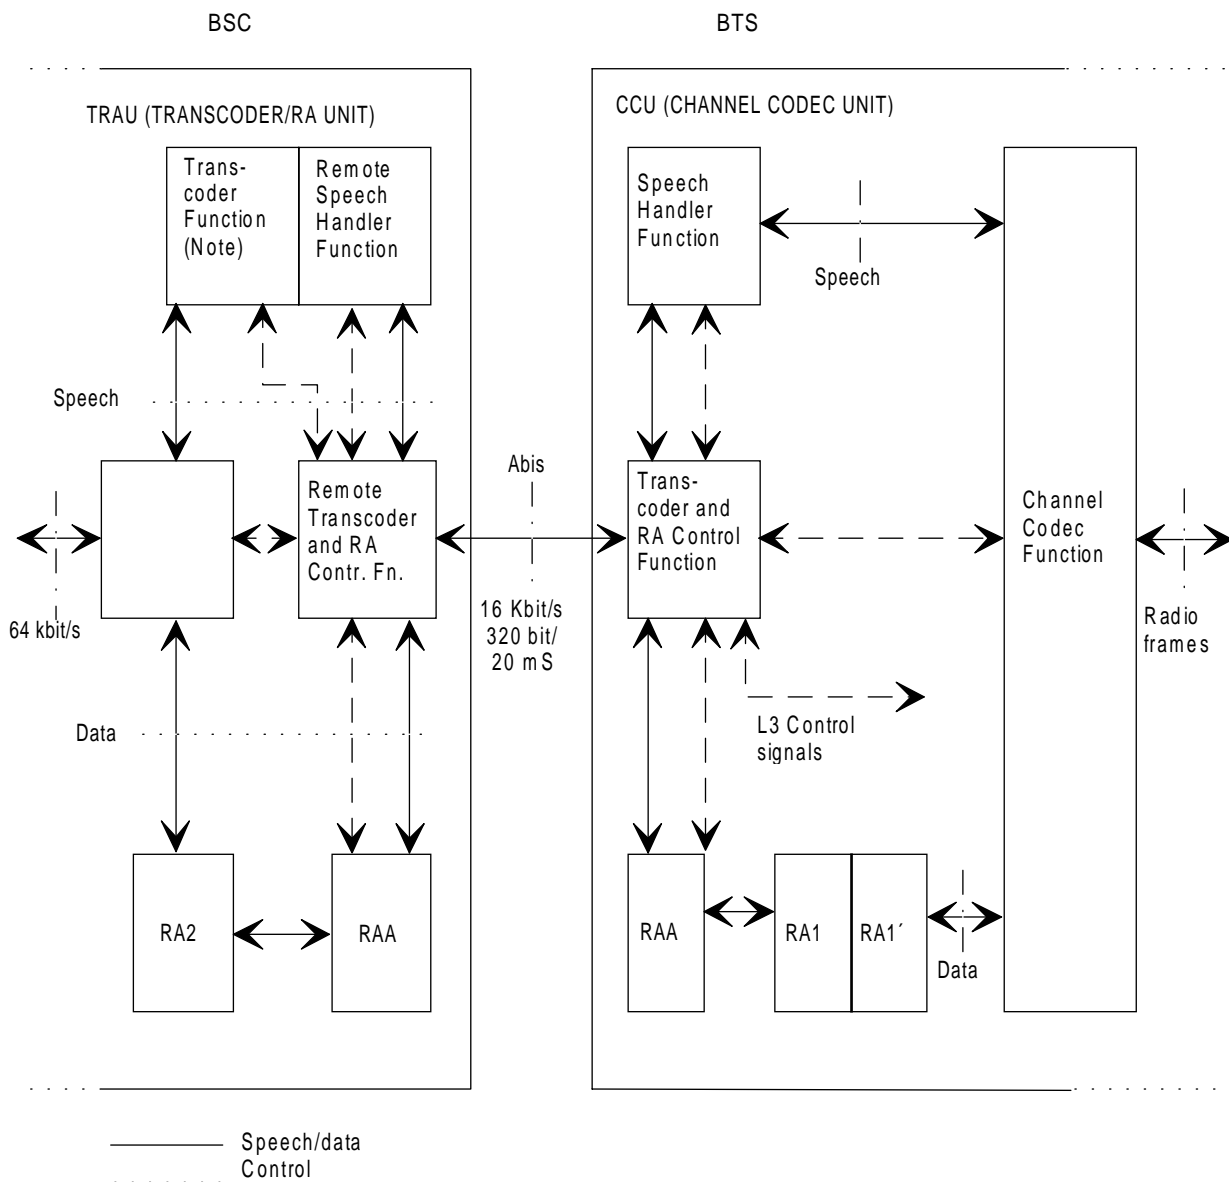 BSC
BTS
TRAU (TRANSCODER/RA UNIT)
CCU (CHANNEL CODEC UNIT)
Trans-
coder
Function
(Note)
Remote
Speech
Handler
Function
Speech
Handler
Function
Speech
Speech
Abis
Remote
Transcoder
and RA
Contr. Fn.
Trans-
coder and
RA Control
Function
Channel
Codec
Function
64 kbit/s
16 Kbit/s
320 bit/
20 mS
Radio
frames
Data
L3 Control
signals
RA2
RAA
RAA
RA1
RA1´
Data
Speech/data
Control